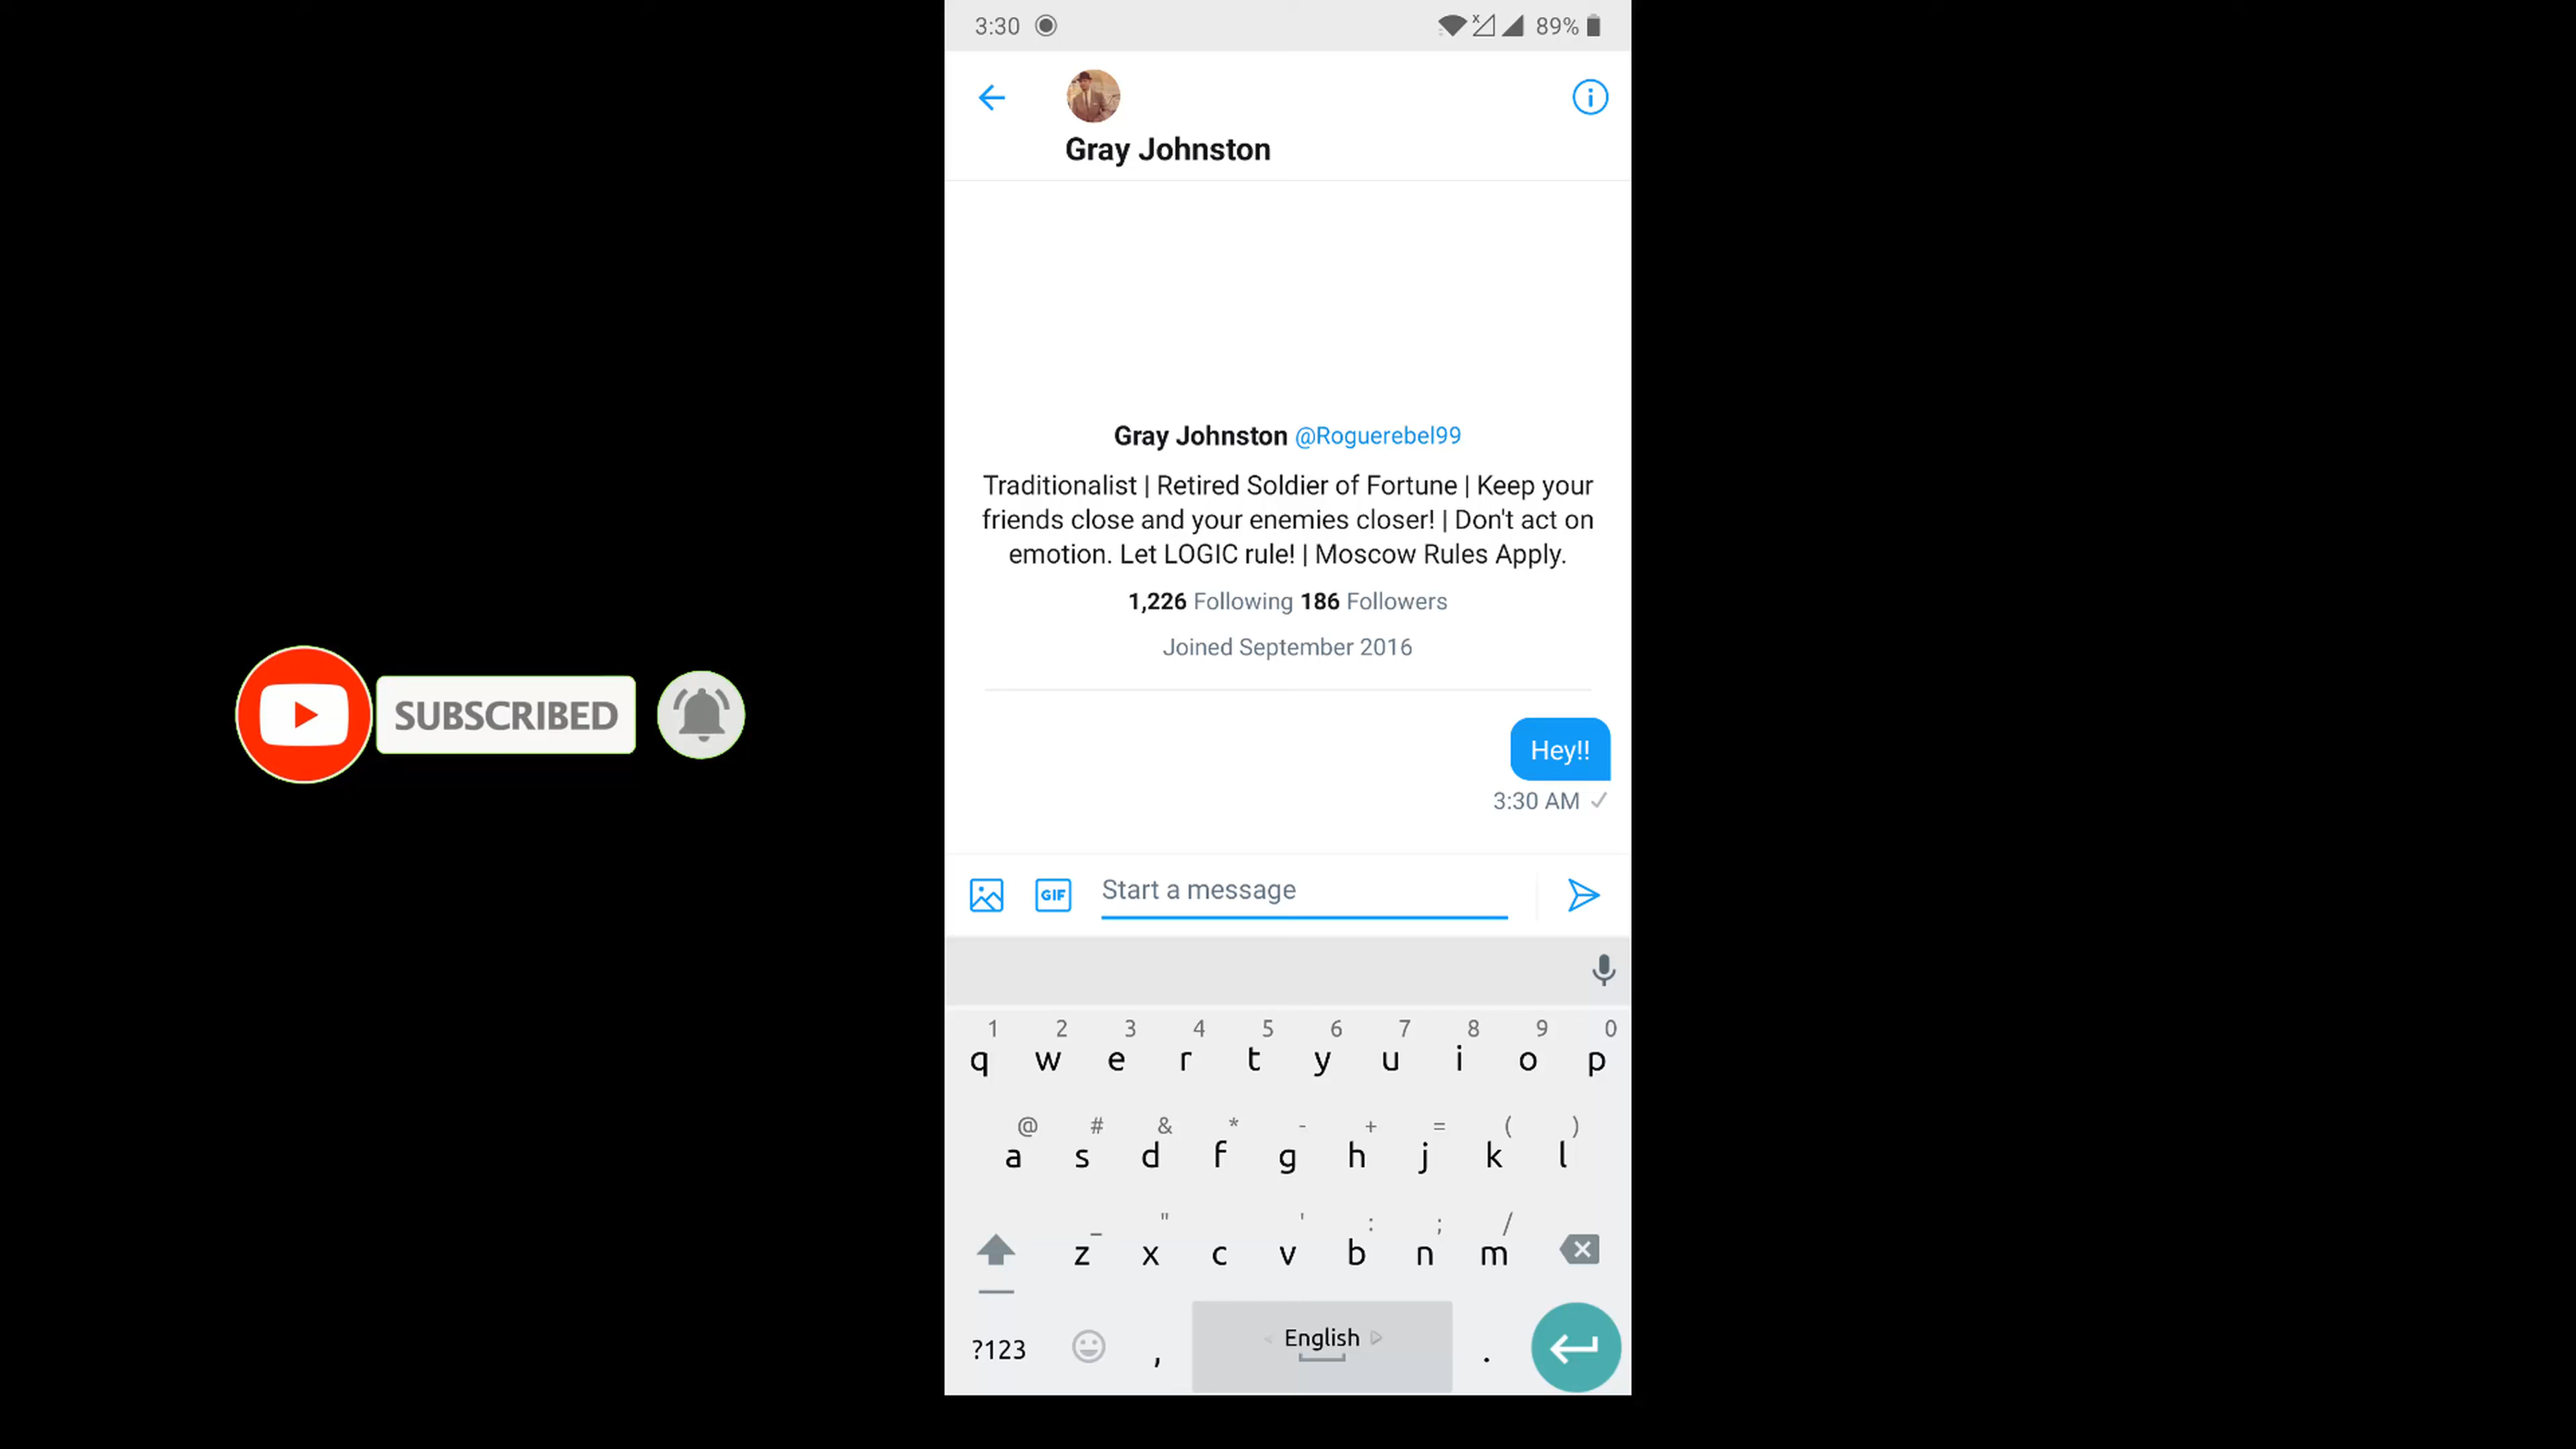 3:30
89%
Gray Johnston
Gray Johnston @Roguerebel99
Traditionalist | Retired Soldier of Fortune | Keep your
friends close and your enemies closer! | Don't act on
emotion. Let LOGIC rule! | Moscow Rules Apply.
1,226 Following 186 Followers
Joined September 2016
SUBSCRIBED
Hey!!
3:30 AM
GIF
Start a message
1 2 3 4 5 6 7 8 9 0
q w e r t y u i o p
@ # & * - + = ( )
a s d f g h j k l
_ " ' : ; /
z x c v b n m
?123 , English .